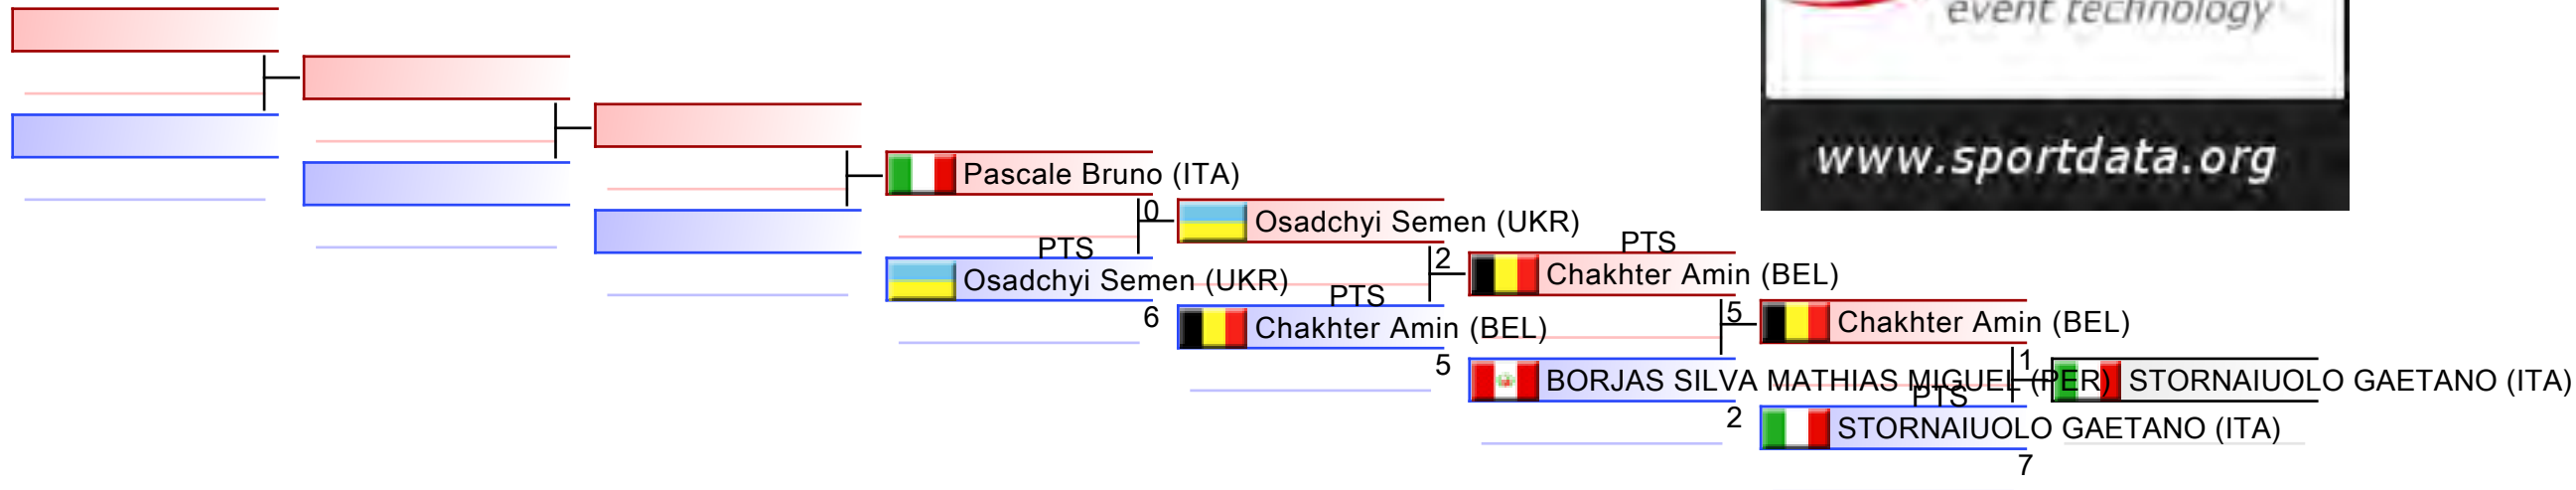 event technology
www.sportdata.org
Pascale Bruno (ITA)
0
PTS
Osadchyi Semen (UKR)
6
Osadchyi Semen (UKR)
2
PTS
Chakhter Amin (BEL)
5
PTS
Chakhter Amin (BEL)
5
BORJAS SILVA MATHIAS MIGUEL (PER)
2
Chakhter Amin (BEL)
1
PTS
STORNAIUOLO GAETANO (ITA)
7
STORNAIUOLO GAETANO (ITA)